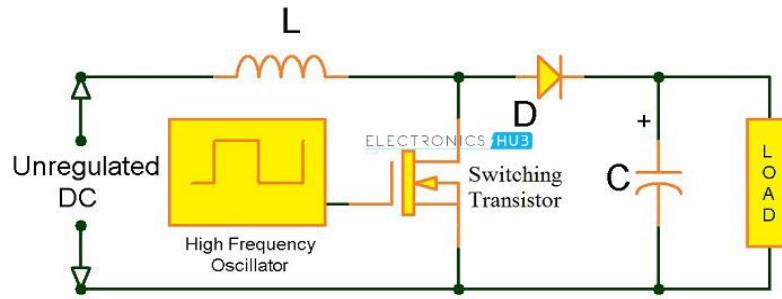 L
D
ELECTRONICS HUB
+
Unregulated
DC
Switching
Transistor
C
L
O
A
D
High Frequency
Oscillator